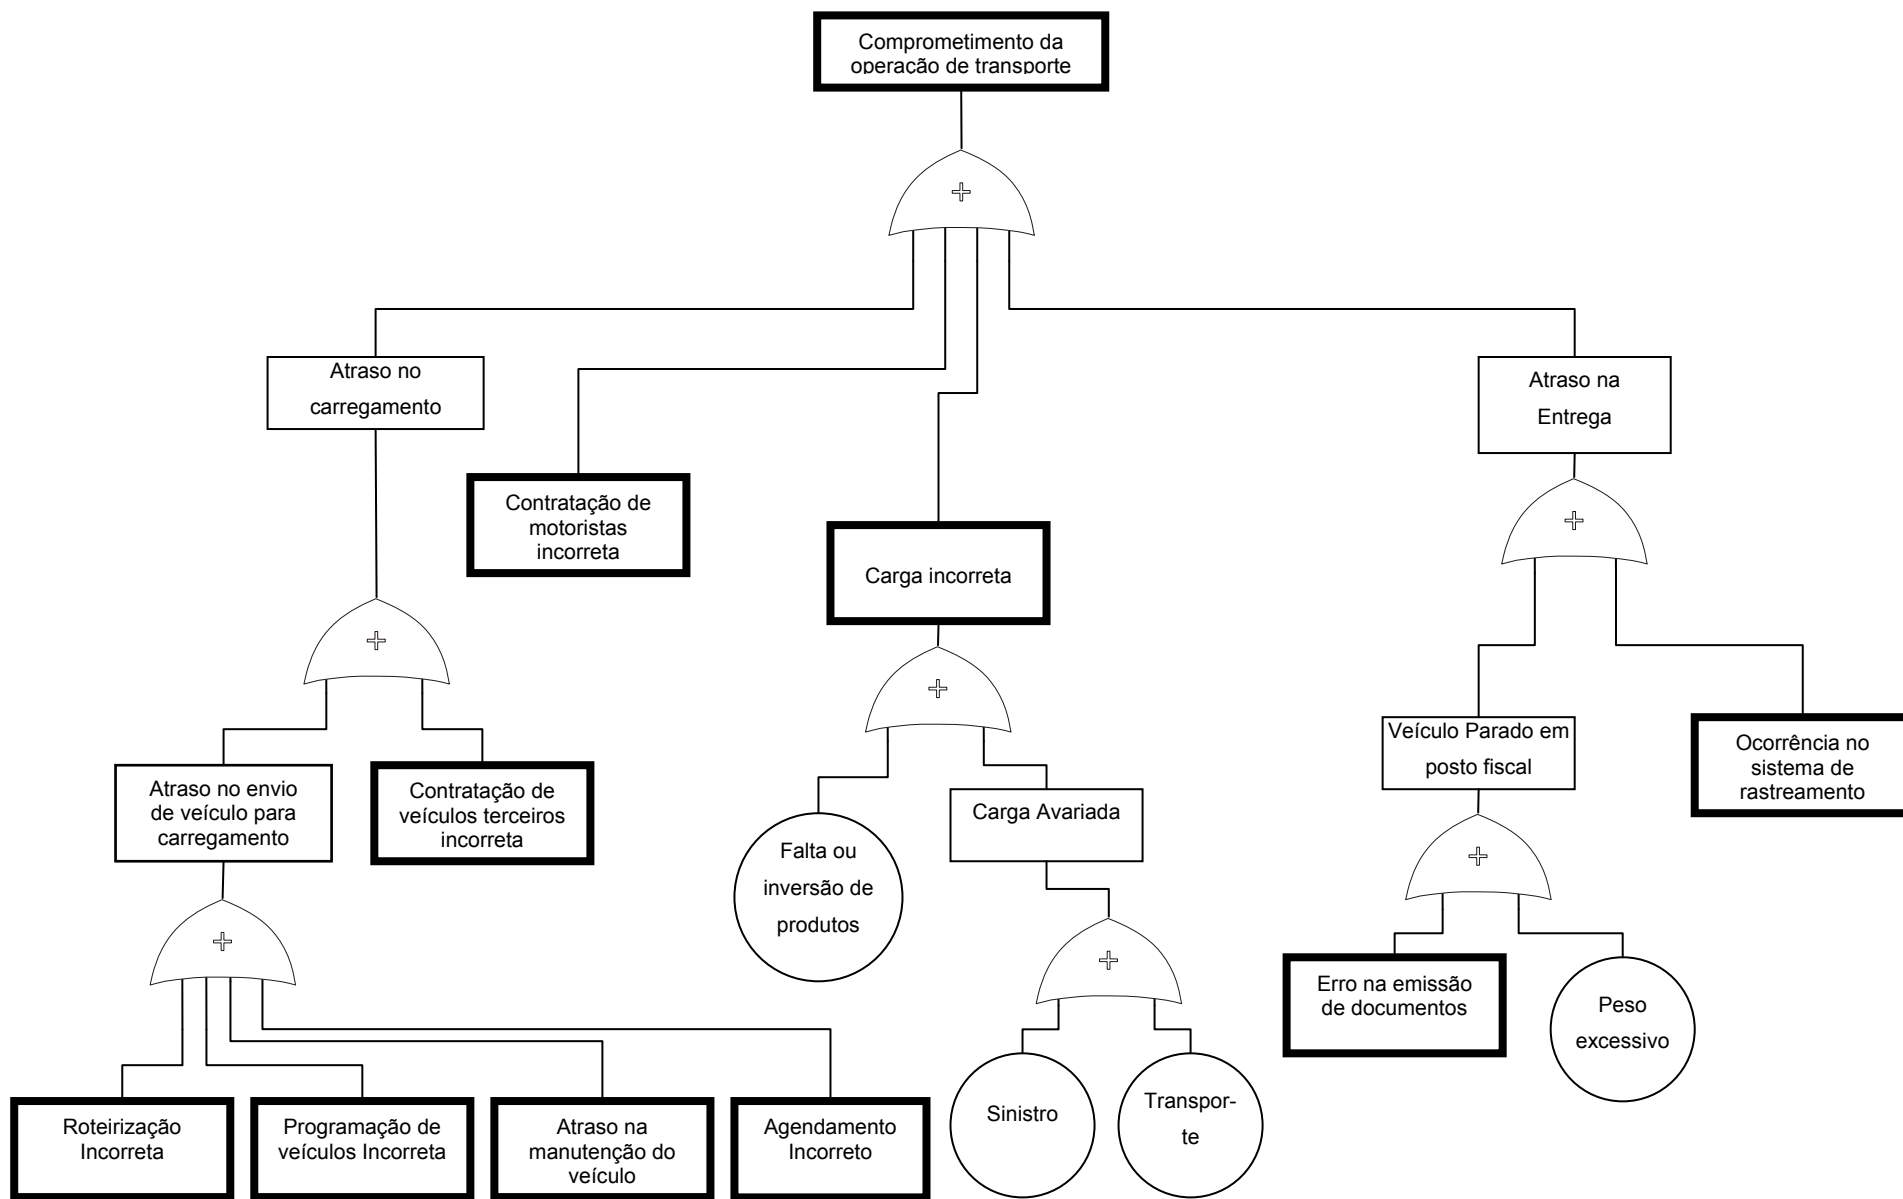 Comprometimento da
operação de transporte
Atraso no
carregamento
Atraso na
Entrega
Contratação de
motoristas
incorreta
Carga incorreta
Veículo Parado em
posto fiscal
Ocorrência no
sistema de
rastreamento
Atraso no envio
de veículo para
carregamento
Contratação de
veículos terceiros
incorreta
Carga Avariada
Falta ou
inversão de
produtos
Erro na emissão
de documentos
Peso
excessivo
Roteirização
Incorreta
Programação de
veículos Incorreta
Atraso na
manutenção do
veículo
Agendamento
Incorreto
Sinistro
Transpor-
te